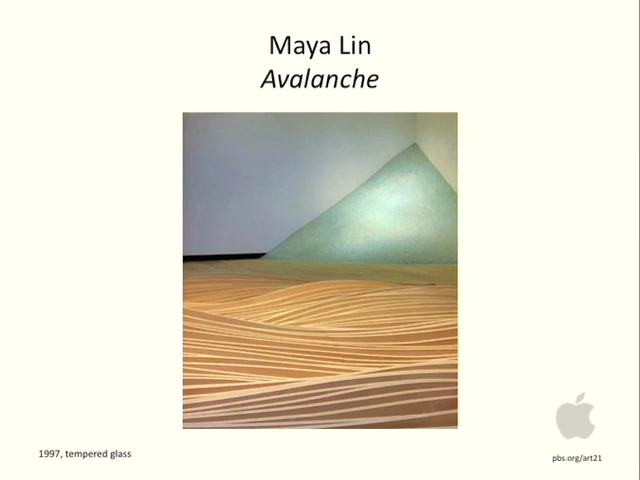 Maya Lin
Avalanche
1997, tempered glass
pbs.org/art21